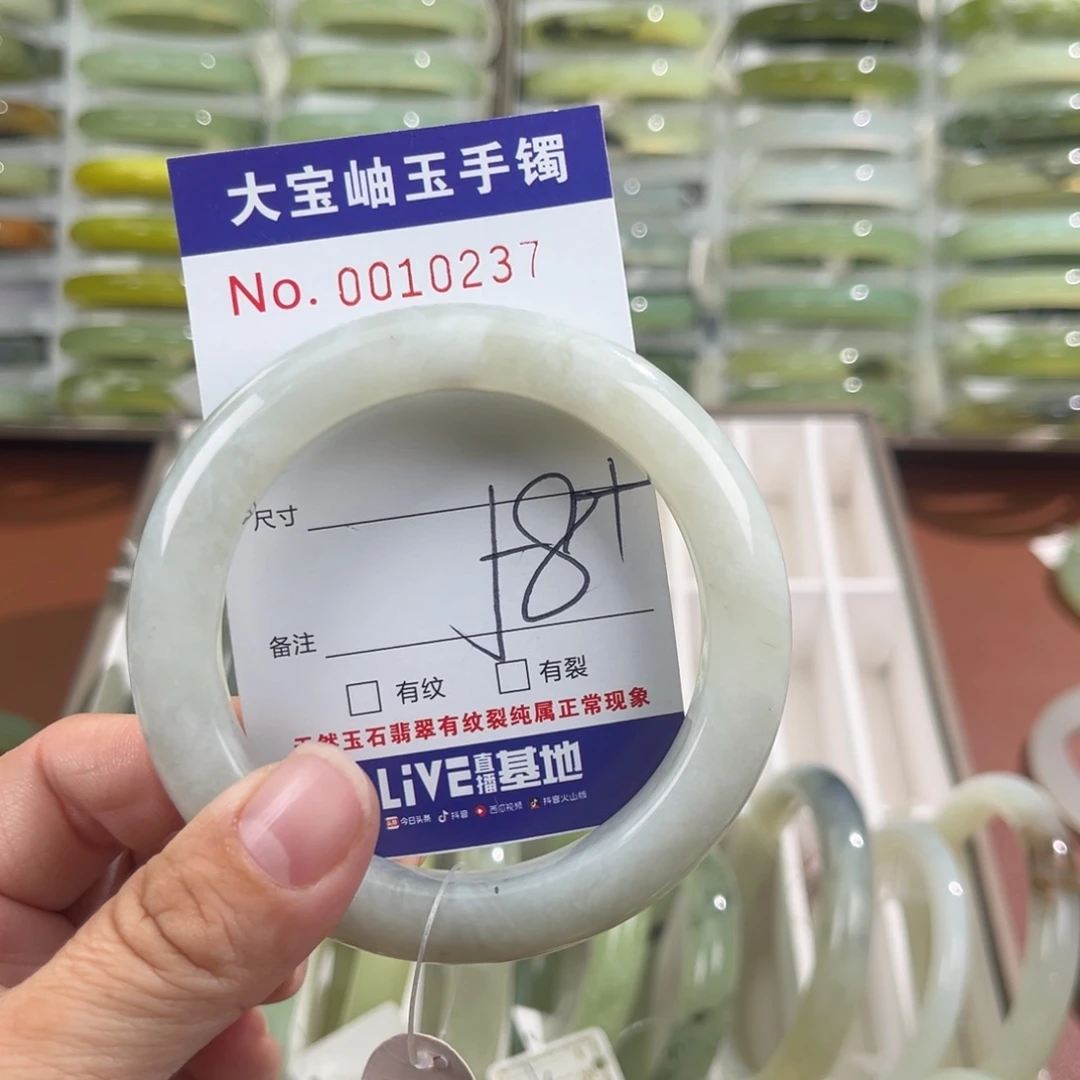 大宝岫玉手镯
No. 0010237
尺寸
备注
有纹 有裂
天然玉石翡翠有纹裂纯属正常现象
LiVE直播基地
今日头条 抖音 西瓜视频 抖音火山版